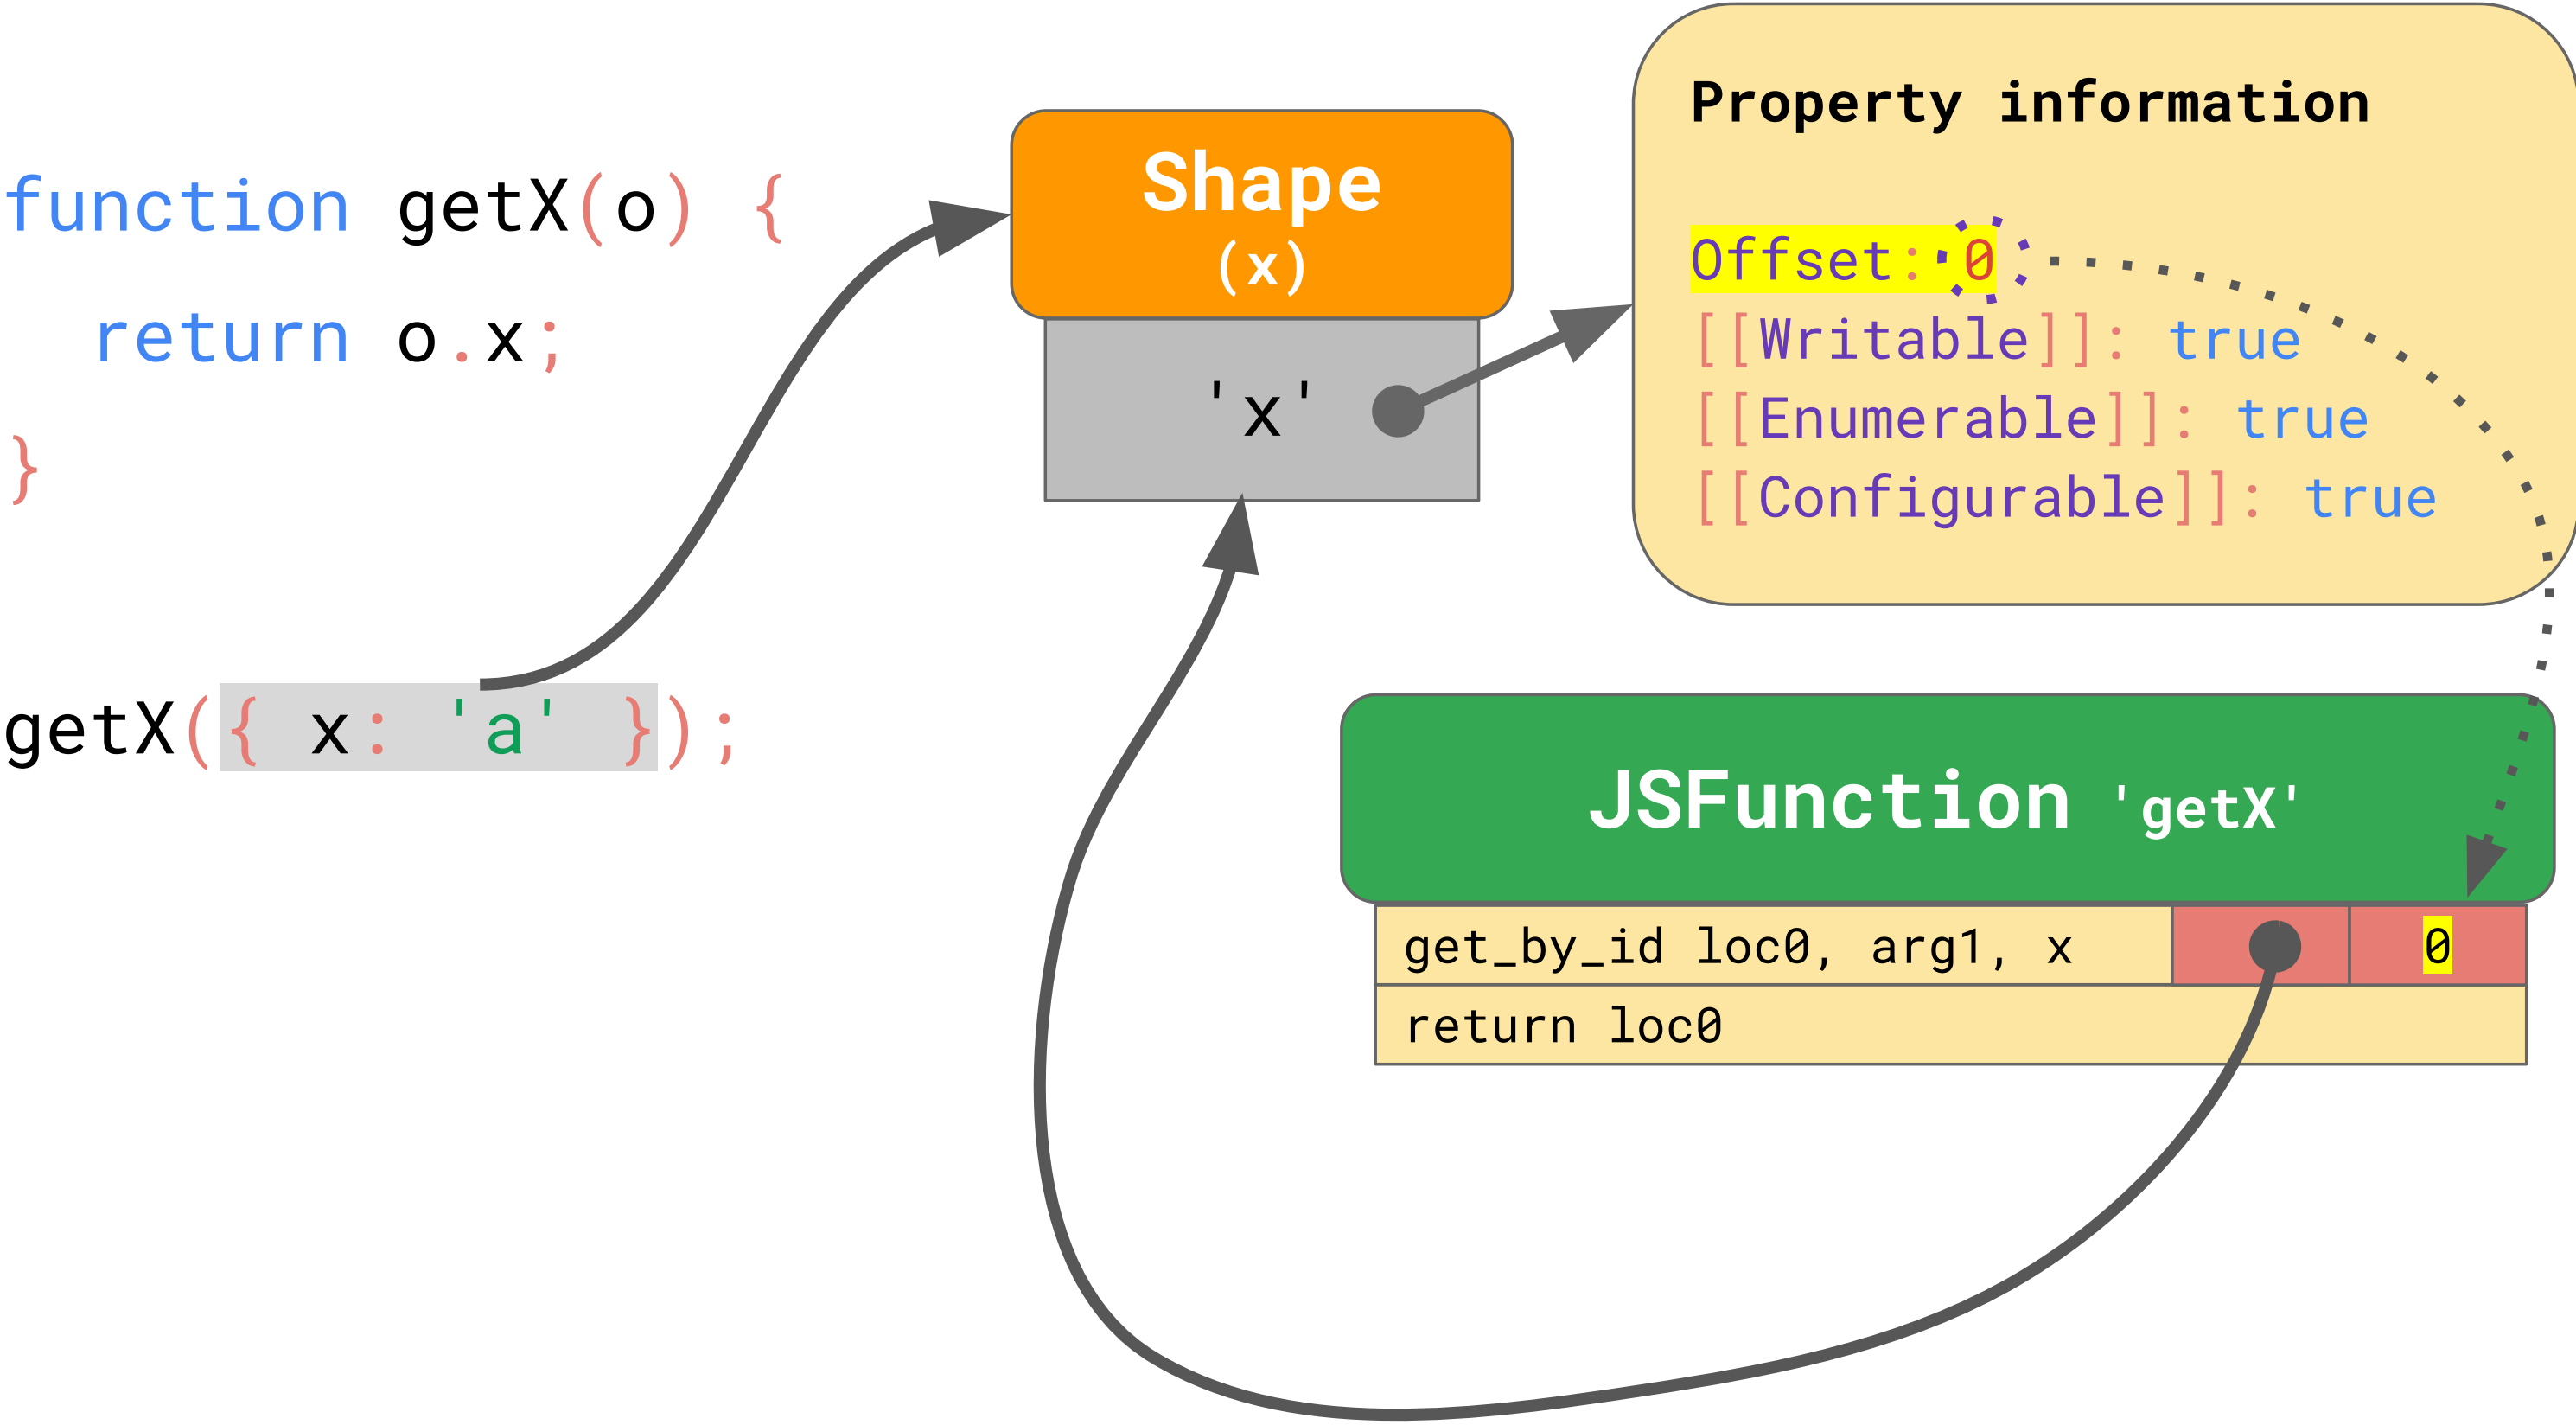 function getX(o) {
  return o.x;
}
getX({ x: 'a' });
Shape
(x)
'x'
Property information
Offset: 0
[[Writable]]: true
[[Enumerable]]: true
[[Configurable]]: true
JSFunction 'getX'
get_by_id loc0, arg1, x 0
return loc0